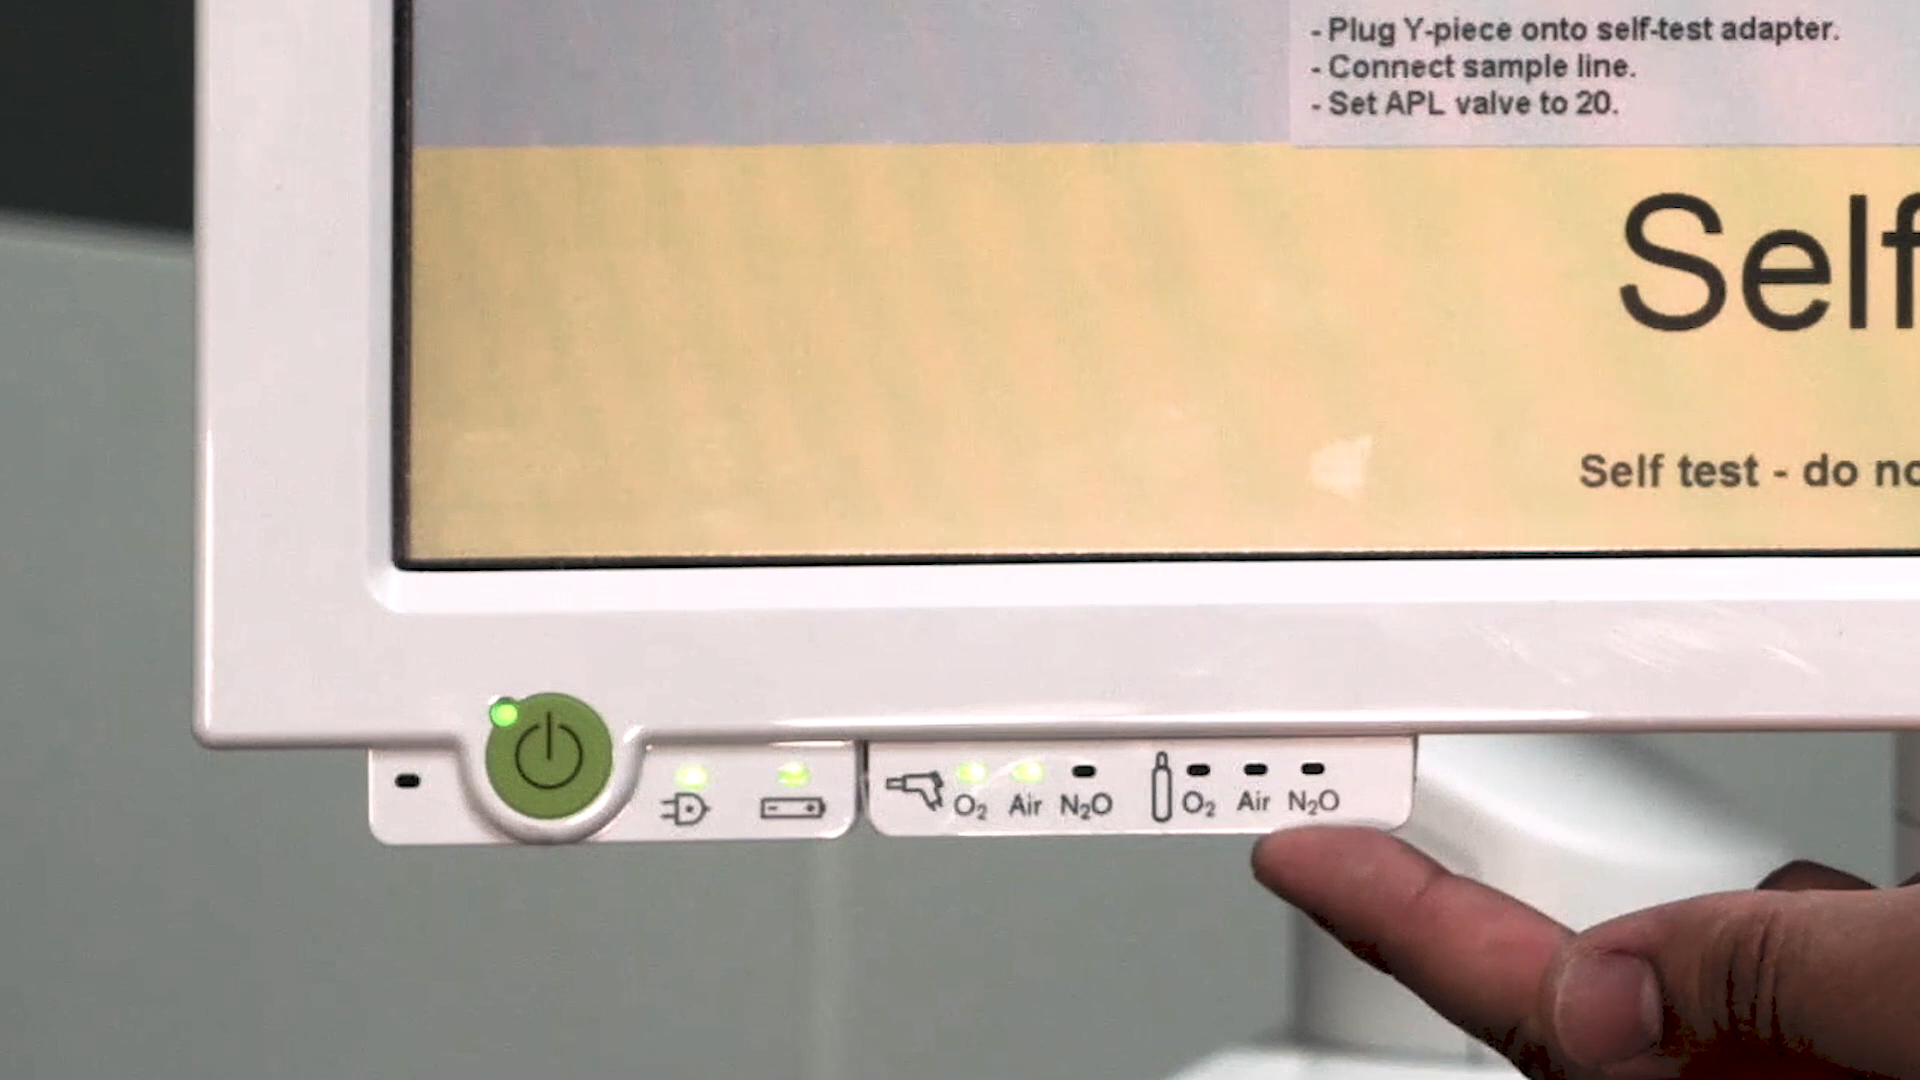 - Plug Y-piece onto self-test adapter.
- Connect sample line.
- Set APL valve to 20.
Self
Self test - do no
O₂ Air N₂O O₂ Air N₂O